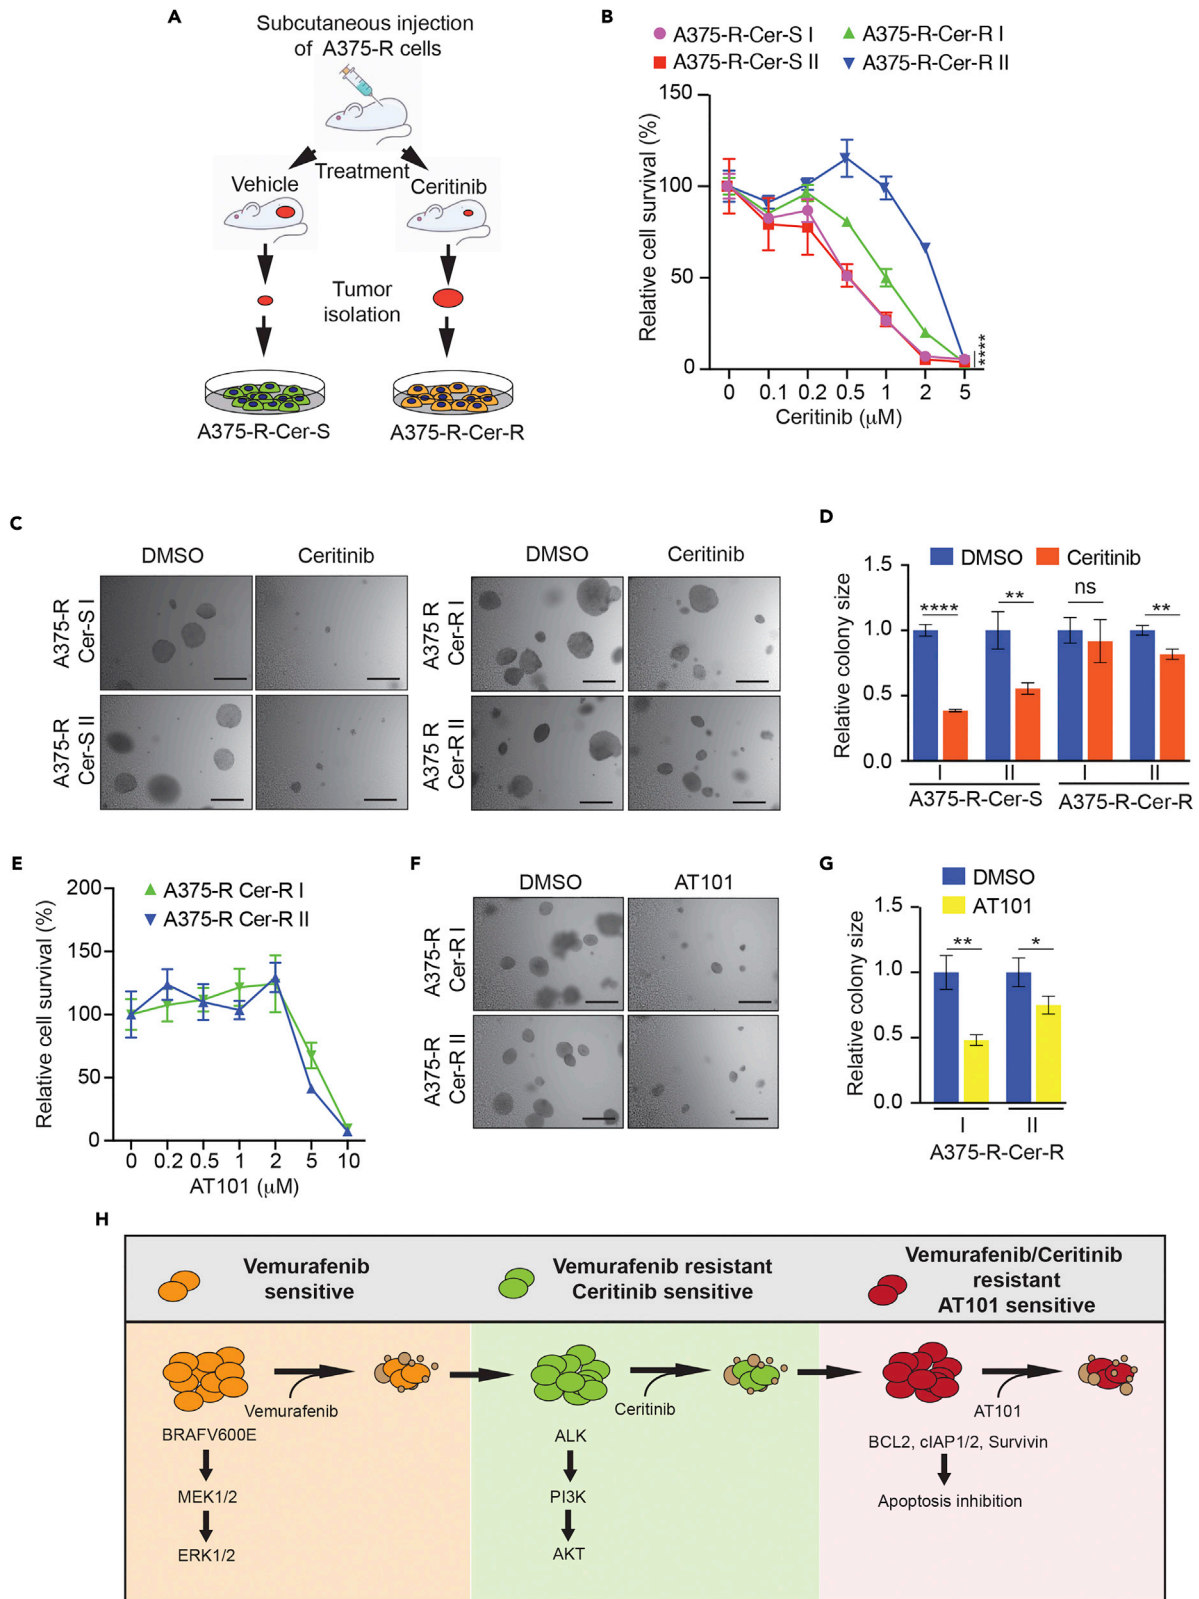 A
Subcutaneous injection
of A375-R cells
Treatment
Vehicle
Ceritinib
Tumor
isolation
A375-R-Cer-S
A375-R-Cer-R
B
A375-R-Cer-S I
A375-R-Cer-R I
A375-R-Cer-S II
A375-R-Cer-R II
Relative cell survival (%)
150
100
50
0
0 0.1 0.2 0.5 1 2 5
Ceritinib (μM)
****
C
DMSO
Ceritinib
DMSO
Ceritinib
A375-R
Cer-S I
A375 R
Cer-R I
A375-R
Cer-S II
A375 R
Cer-R II
D
DMSO
Ceritinib
Relative colony size
1.5
1.0
0.5
0.0
****
**
ns
**
I
II
I
II
A375-R-Cer-S
A375-R-Cer-R
E
A375-R Cer-R I
A375-R Cer-R II
Relative cell survival (%)
200
150
100
50
0
0 0.2 0.5 1 2 5 10
AT101 (μM)
F
DMSO
AT101
A375-R
Cer-R I
A375-R
Cer-R II
G
DMSO
AT101
Relative colony size
1.5
1.0
0.5
0.0
**
*
I
II
A375-R-Cer-R
H
Vemurafenib
sensitive
Vemurafenib resistant
Ceritinib sensitive
Vemurafenib/Ceritinib
resistant
AT101 sensitive
Vemurafenib
BRAFV600E
MEK1/2
ERK1/2
Ceritinib
ALK
PI3K
AKT
AT101
BCL2, cIAP1/2, Survivin
Apoptosis inhibition